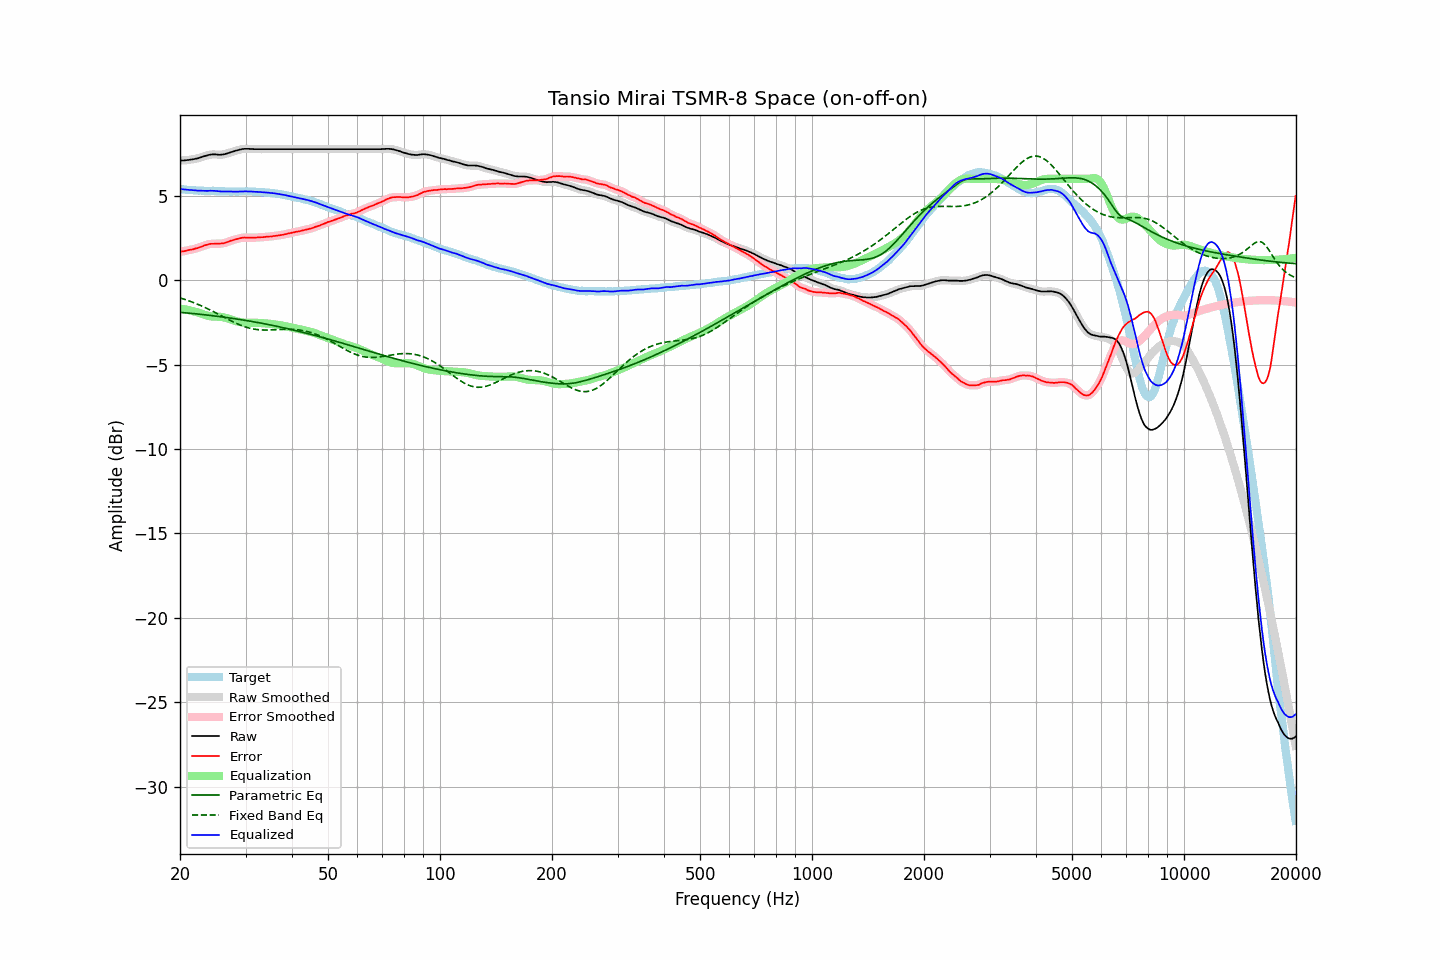 Tansio Mirai TSMR-8 Space (on-off-on)
Amplitude (dBr)
5
0
−5
−10
−15
−20
−25
−30
Target
Raw Smoothed
Error Smoothed
Raw
Error
Equalization
Parametric Eq
Fixed Band Eq
Equalized
20 50 100 200 500 1000 2000 5000 10000 20000
Frequency (Hz)